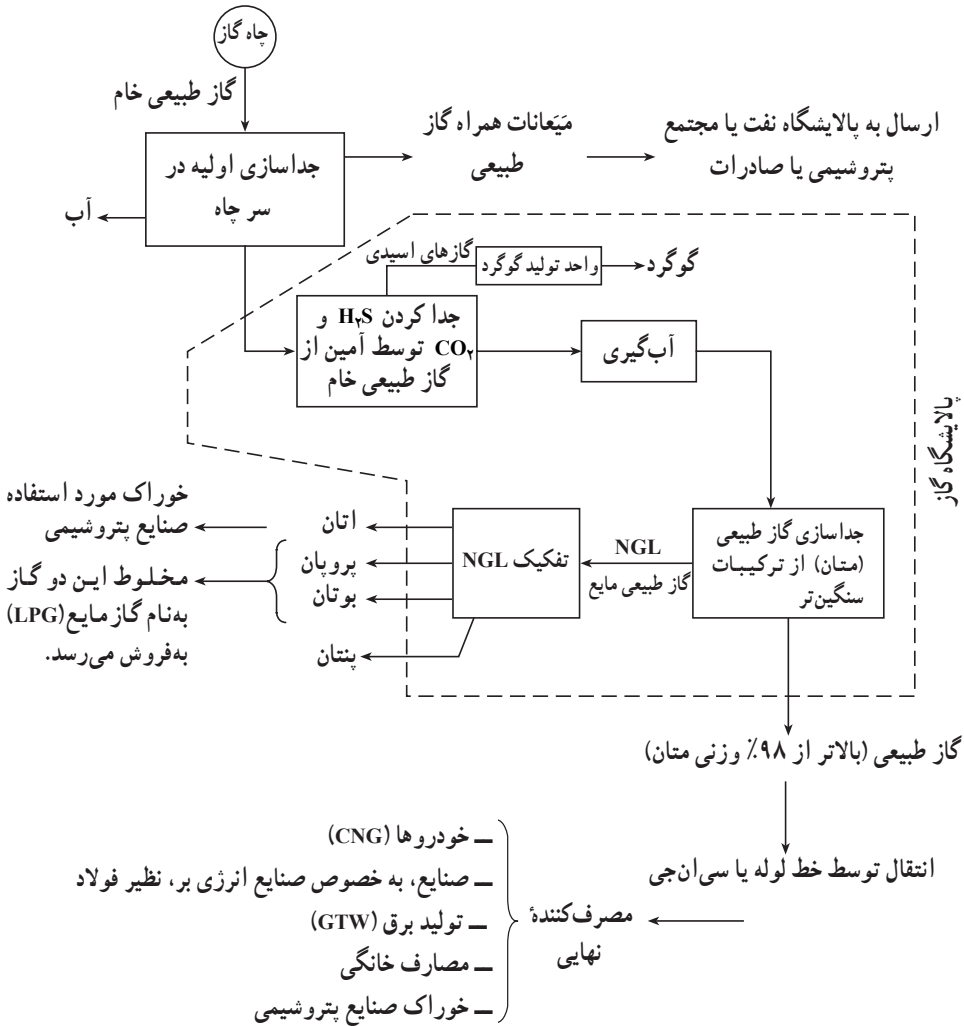 چاه گاز
گاز طبیعی خام
جداسازی اولیه در
سر چاه
آب
مَیَعانات همراه گاز
طبیعی
ارسال به پالایشگاه نفت یا مجتمع
پتروشیمی یا صادرات
گازهای اسیدی
واحد تولید گوگرد
گوگرد
جدا کردن H₂S و
CO₂ توسط آمین از
گاز طبیعی خام
آب‌گیری
پالایشگاه گاز
جداسازی گاز طبیعی
(متان) از ترکیبات
سنگین‌تر
NGL
گاز طبیعی مایع
تفکیک NGL
اتان
پروپان
بوتان
پنتان
خوراک مورد استفاده
صنایع پتروشیمی
مخلوط این دو گاز
به‌نام گاز مایع (LPG)
به‌فروش می‌رسد.
گاز طبیعی (بالاتر از ۹۸٪ وزنی متان)
انتقال توسط خط لوله یا سی‌ان‌جی
مصرف‌کنندهٔ
نهایی
ــ خودروها (CNG)
ــ صنایع، به خصوص صنایع انرژی بر، نظیر فولاد
ــ تولید برق (GTW)
ــ مصارف خانگی
ــ خوراک صنایع پتروشیمی